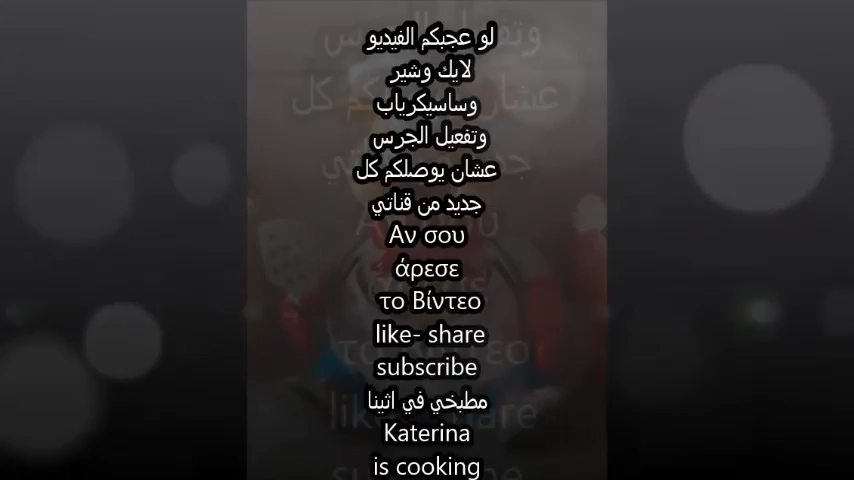 لو عجبكم الفيديو
لايك وشير
وساسيكرياب
وتفعيل الجرس
عشان يوصلكم كل
جديد من قناتي
Αν σου
άρεσε
το Βίντεο
like- share
subscribe
مطبخي في اثينا
Katerina
is cooking